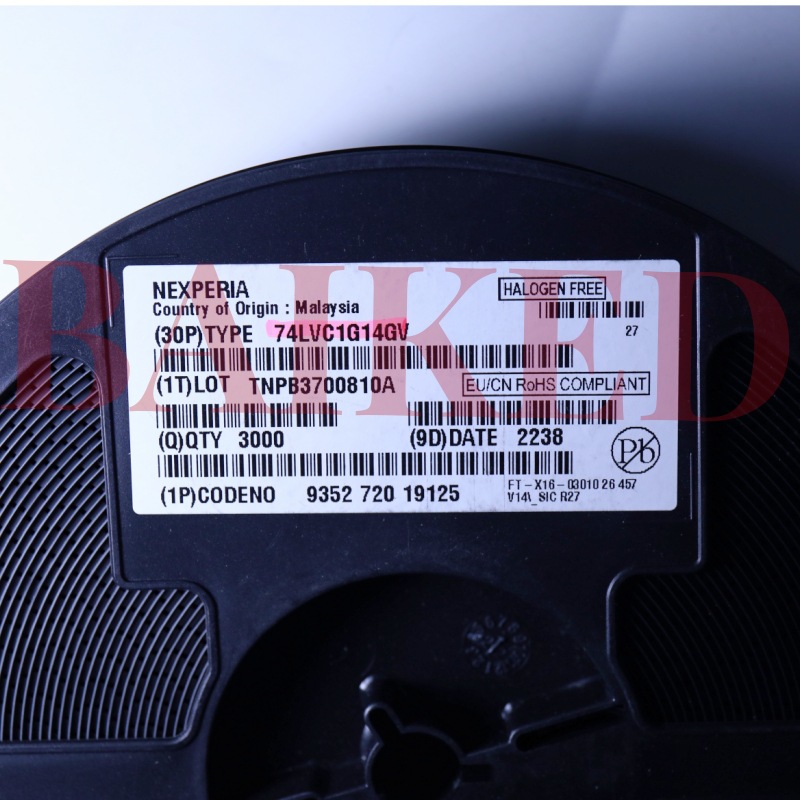 BAIKED
NEXPERIA
HALOGEN FREE
Country of Origin : Malaysia
27
(30P)TYPE 74LVC1G14GV
(1T)LOT TNPB3700810A
EU/CN RoHS COMPLIANT
(Q)QTY 3000 (9D)DATE 2238
Pb
(1P)CODENO 9352 720 19125
FT-X16-0301026457
V14\_SIC R27